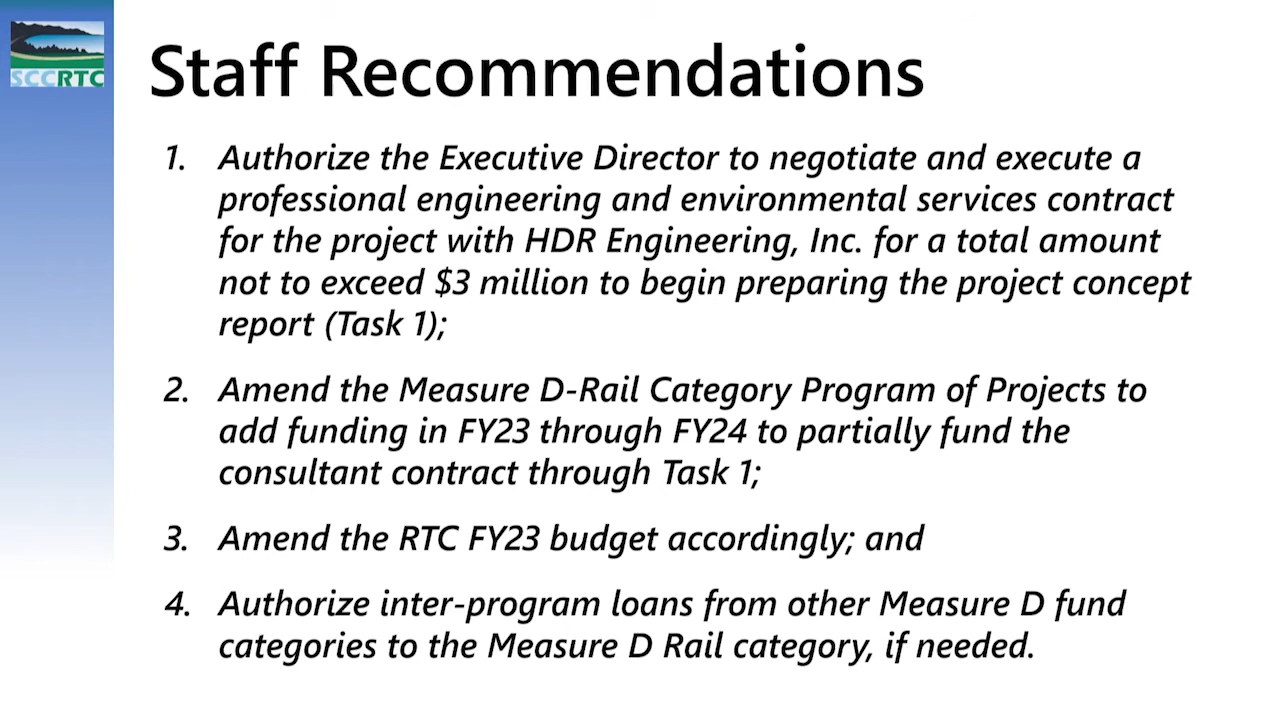 SCCRTC
Staff Recommendations
1. Authorize the Executive Director to negotiate and execute a
professional engineering and environmental services contract
for the project with HDR Engineering, Inc. for a total amount
not to exceed $3 million to begin preparing the project concept
report (Task 1);
2. Amend the Measure D-Rail Category Program of Projects to
add funding in FY23 through FY24 to partially fund the
consultant contract through Task 1;
3. Amend the RTC FY23 budget accordingly; and
4. Authorize inter-program loans from other Measure D fund
categories to the Measure D Rail category, if needed.